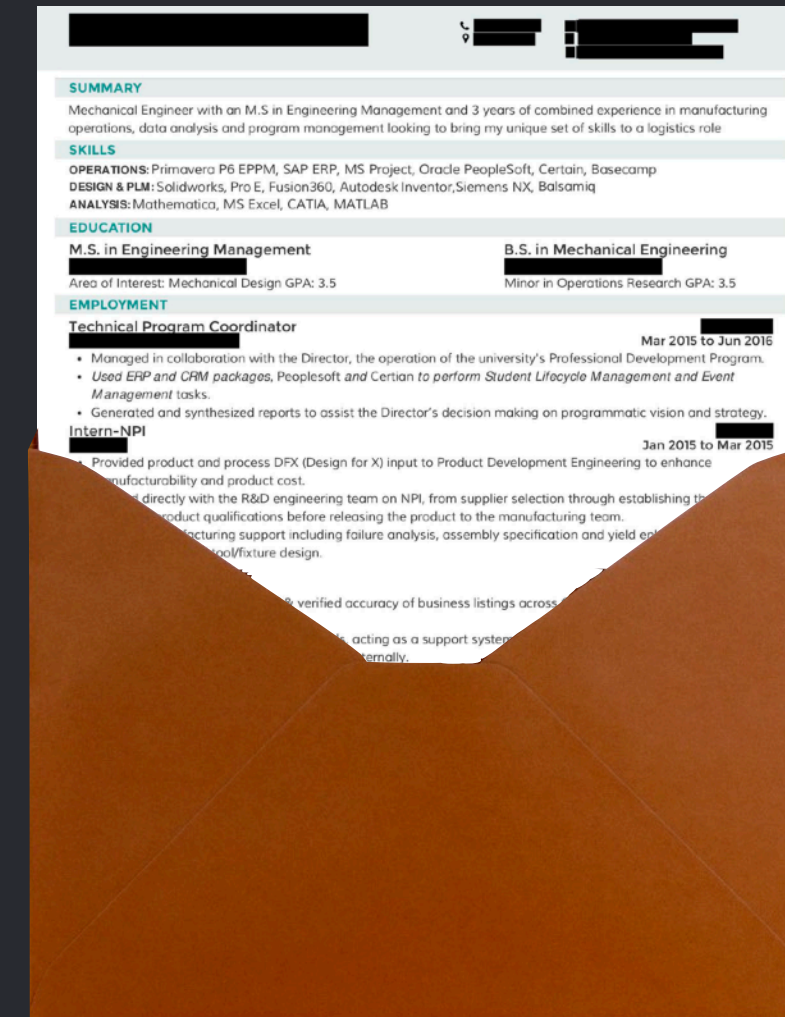 SUMMARY
Mechanical Engineer with an M.S in Engineering Management and 3 years of combined experience in manufacturing
operations, data analysis and program management looking to bring my unique set of skills to a logistics role
SKILLS
OPERATIONS: Primavera P6 EPPM, SAP ERP, MS Project, Oracle PeopleSoft, Certain, Basecamp
DESIGN & PLM: Solidworks, Pro E, Fusion360, Autodesk Inventor,Siemens NX, Balsamiq
ANALYSIS: Mathematica, MS Excel, CATIA, MATLAB
EDUCATION
M.S. in Engineering Management
Area of Interest: Mechanical Design GPA: 3.5
B.S. in Mechanical Engineering
Minor in Operations Research GPA: 3.5
EMPLOYMENT
Technical Program Coordinator
Mar 2015 to Jun 2016
• Managed in collaboration with the Director, the operation of the university's Professional Development Program.
• Used ERP and CRM packages, Peoplesoft and Certian to perform Student Lifecycle Management and Event
Management tasks.
• Generated and synthesized reports to assist the Director's decision making on programmatic vision and strategy.
Intern-NPI
Jan 2015 to Mar 2015
• Provided product and process DFX (Design for X) input to Product Development Engineering to enhance
manufacturability and product cost.
directly with the R&D engineering team on NPI, from supplier selection through establishing
product qualifications before releasing the product to the manufacturing team.
support including failure analysis, assembly specification and yield
tool/fixture design.
& verified accuracy of business listings across
acting as a support system